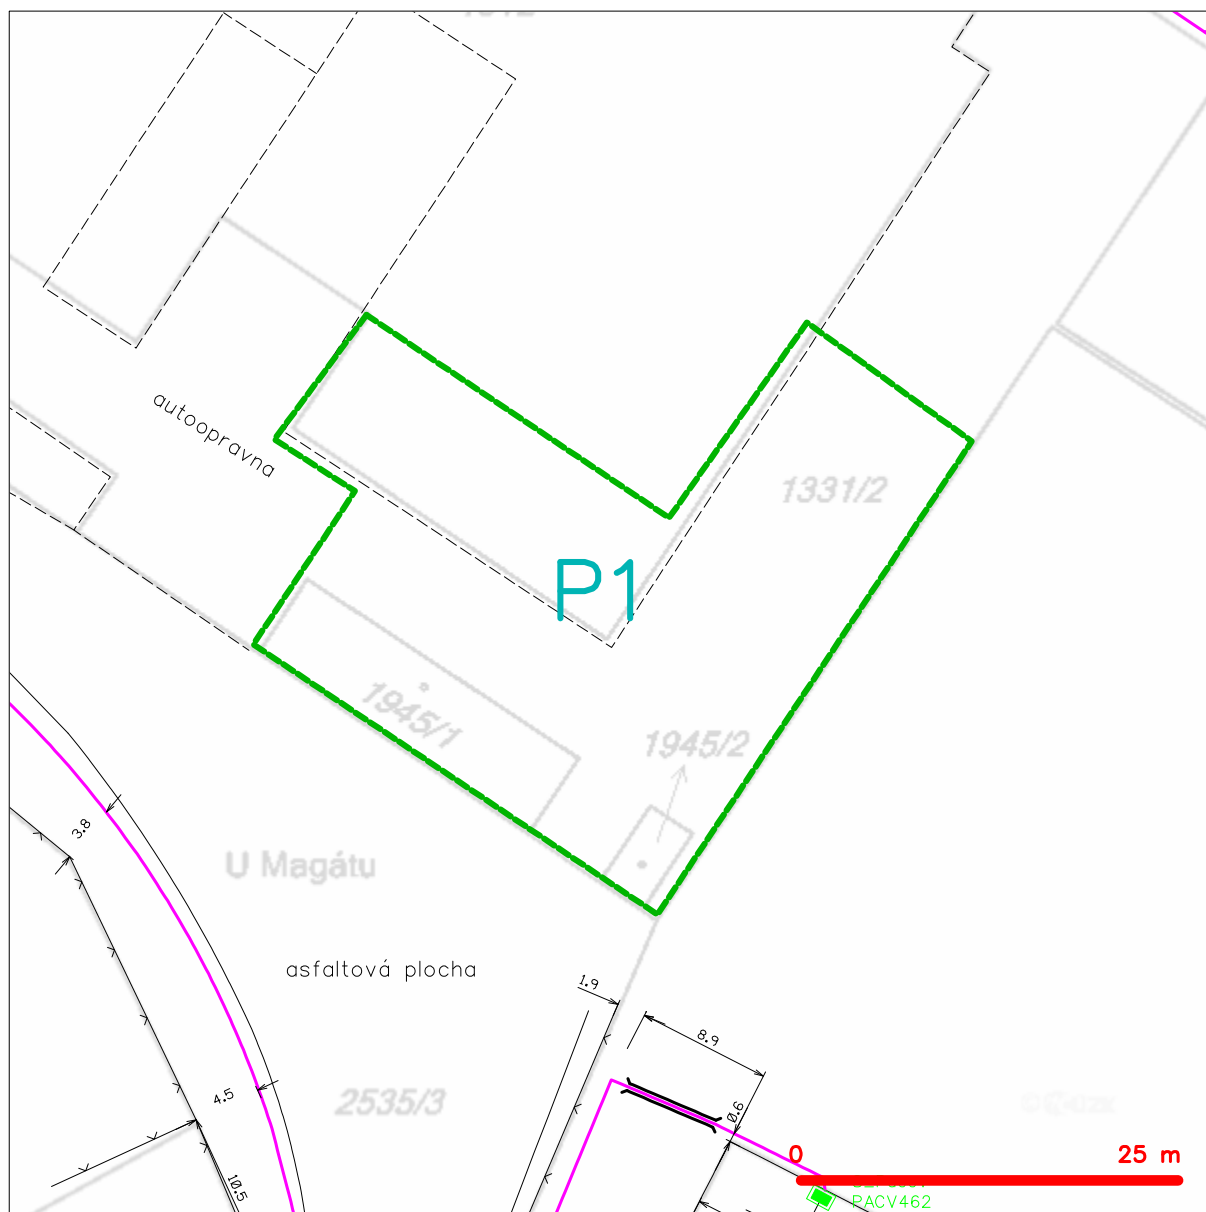 autoopravna
1331/2
P1
1945/1
1945/2
3.8
U Magátu
asfaltová plocha
1.9
8.9
4.5
2535/3
0.6
10.5
0
25 m
PACV462